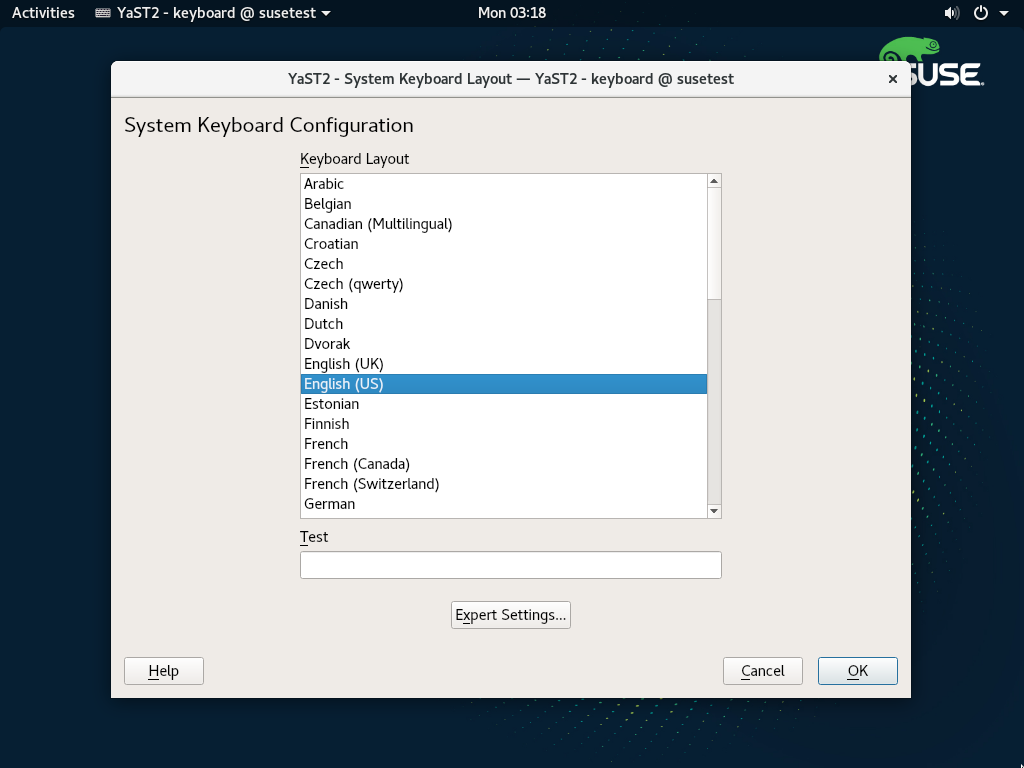 Activities YaST2 - keyboard @ susetest Mon 03:18
SUSE
YaST2 - System Keyboard Layout — YaST2 - keyboard @ susetest
System Keyboard Configuration
Keyboard Layout
Arabic
Belgian
Canadian (Multilingual)
Croatian
Czech
Czech (qwerty)
Danish
Dutch
Dvorak
English (UK)
English (US)
Estonian
Finnish
French
French (Canada)
French (Switzerland)
German
Test
Expert Settings...
Help Cancel OK